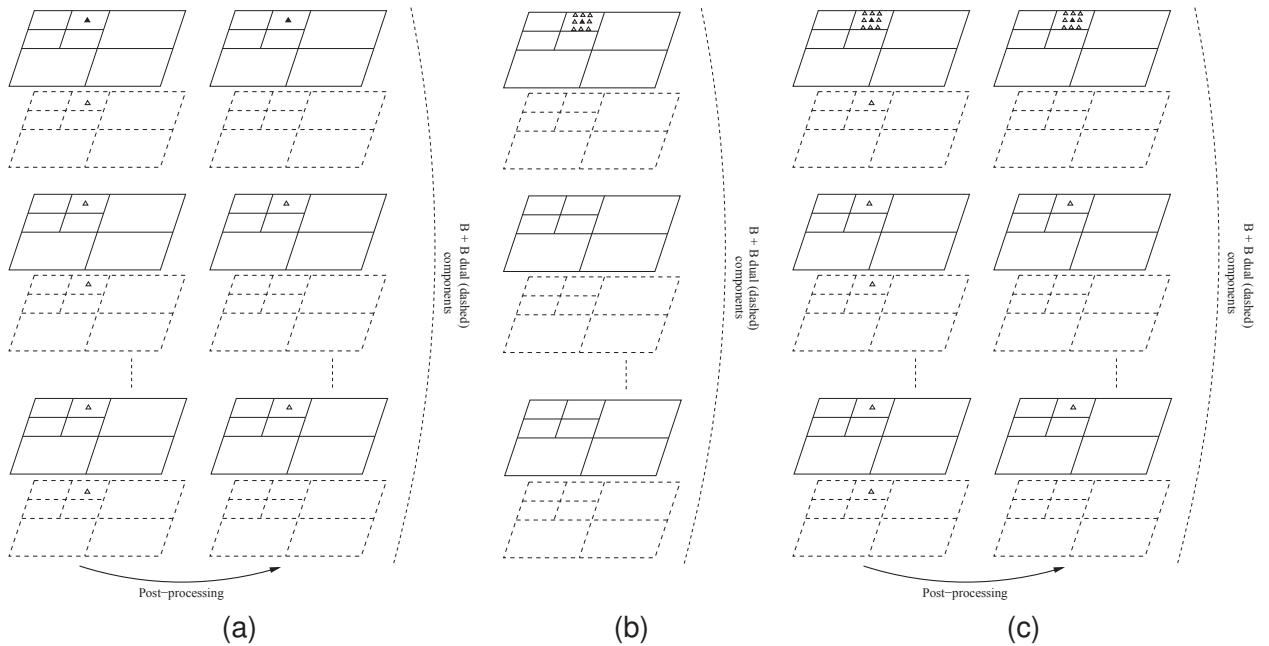 B + B dual (dashed)
components
Post−processing
(a)
B + B dual (dashed)
components
(b)
B + B dual (dashed)
components
Post−processing
(c)